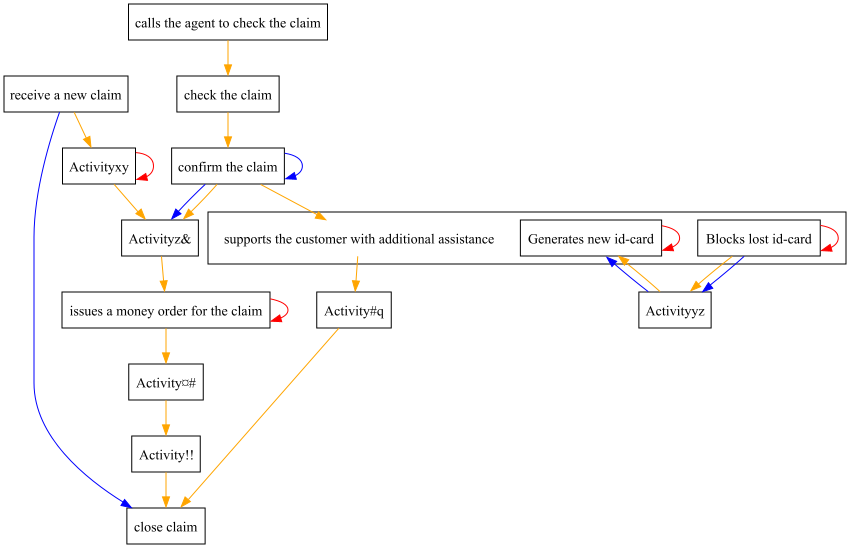 calls the agent to check the claim
receive a new claim
check the claim
Activityxy
confirm the claim
Activityz&
supports the customer with additional assistance
Generates new id-card
Blocks lost id-card
issues a money order for the claim
Activity#q
Activityyz
Activity¤#
Activity!!
close claim